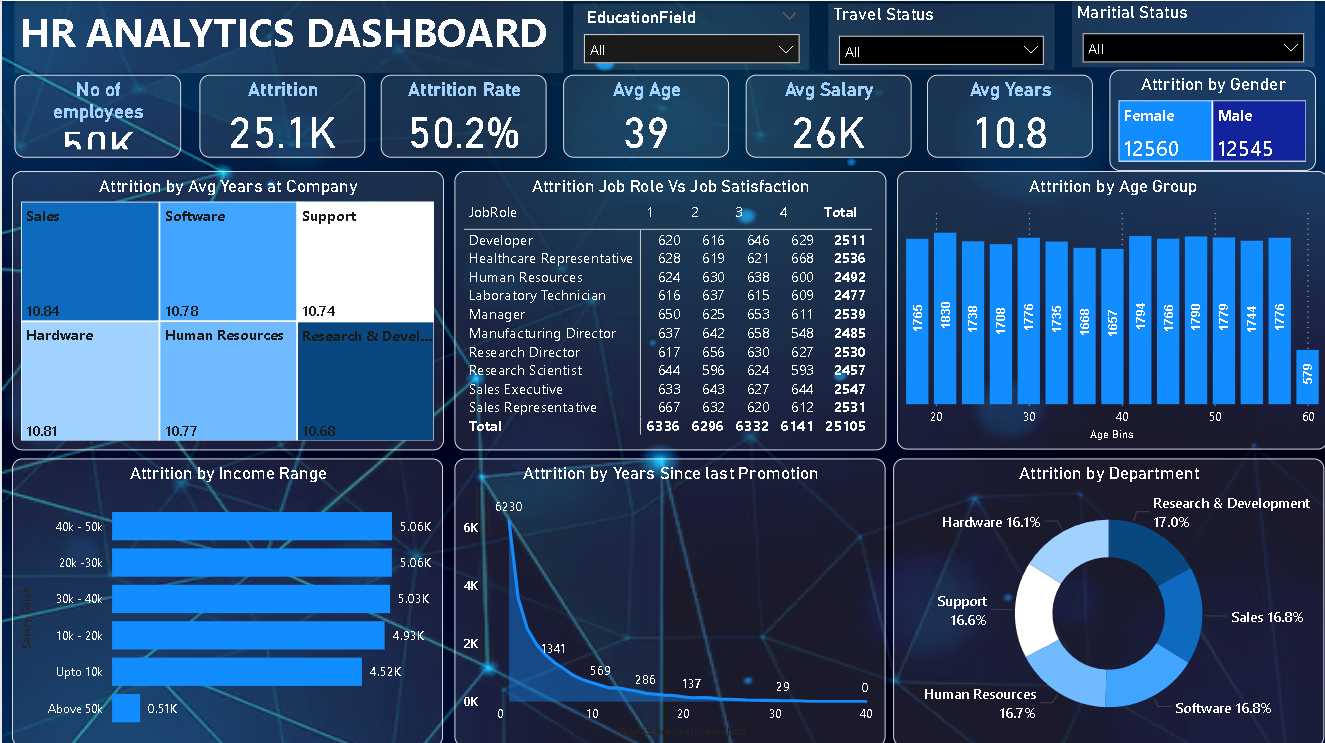 HR ANALYTICS DASHBOARD
EducationField
All
Travel Status
All
Maritial Status
All
No of
employees
50K
Attrition
25.1K
Attrition Rate
50.2%
Avg Age
39
Avg Salary
26K
Avg Years
10.8
Attrition by Gender
Female
12560
Male
12545
Attrition by Avg Years at Company
Sales
10.84
Software
10.78
Support
10.74
Hardware
10.81
Human Resources
10.77
Research & Devel...
10.68
Attrition Job Role Vs Job Satisfaction
JobRole 1 2 3 4 Total
Developer 620 616 646 629 2511
Healthcare Representative 628 619 621 668 2536
Human Resources 624 630 638 600 2492
Laboratory Technician 616 637 615 609 2477
Manager 650 625 653 611 2539
Manufacturing Director 637 642 658 548 2485
Research Director 617 656 630 627 2530
Research Scientist 644 596 624 593 2457
Sales Executive 633 643 627 644 2547
Sales Representative 667 632 620 612 2531
Total 6336 6296 6332 6141 25105
Attrition by Age Group
1765 1830 1738 1708 1776 1735 1668 1657 1794 1766 1790 1779 1744 1776 579
20 30 40 50 60
Age Bins
Attrition by Income Range
40k - 50k 5.06K
20k -30k 5.06K
30k - 40k 5.03K
10k - 20k 4.93K
Upto 10k 4.52K
Above 50k 0.51K
Attrition by Years Since last Promotion
6230
6K
4K
2K
1341
569
286
137
29
0
0K
0 10 20 30 40
Attrition by Department
Research & Development
17.0%
Hardware 16.1%
Support
16.6%
Sales 16.8%
Human Resources
16.7%
Software 16.8%